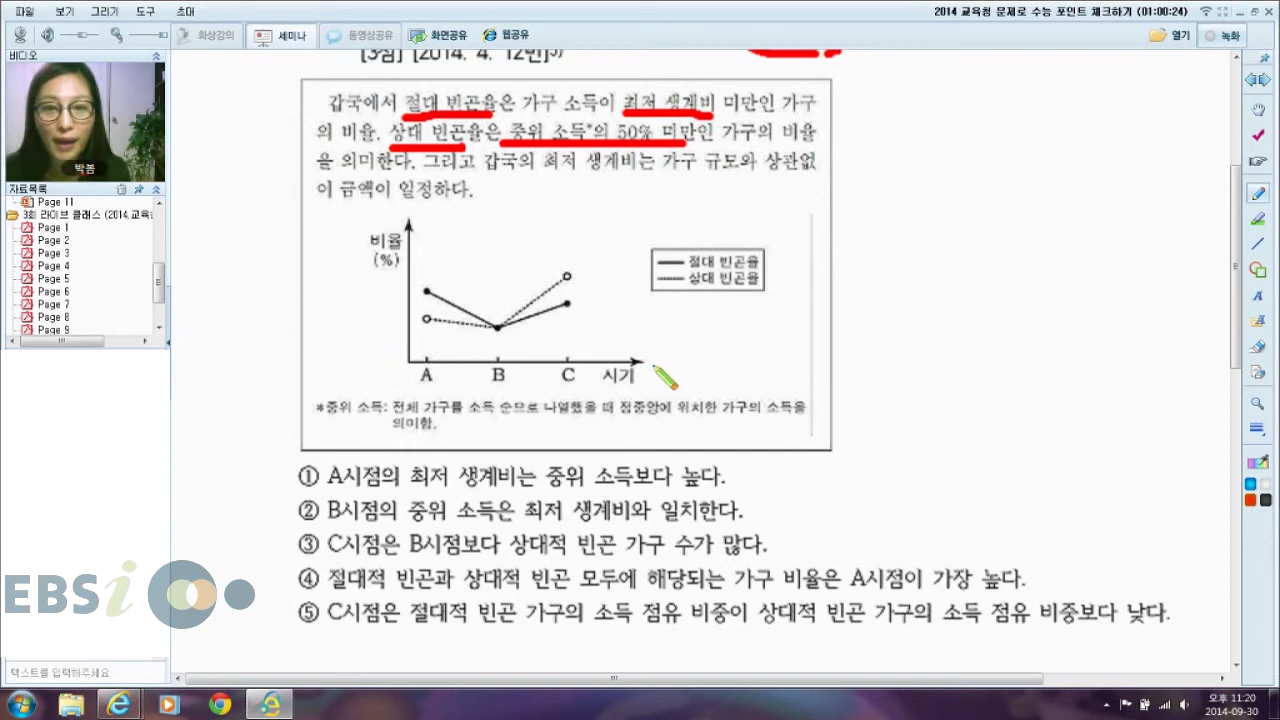 파일 보기 그리기 도구 초대
2014 교육청 문제로 수능 포인트 체크하기 (01:00:24)
화상강의 세미나 동영상공유 화면공유 웹공유 열기 녹화
비디오
박봄
자료목록
Page 11
3회 라이브 클래스 (2014.교육
Page 1
Page 2
Page 3
Page 4
Page 5
Page 6
Page 7
Page 8
Page 9
텍스트를 입력해주세요
[3점] [2014. 4. 12번]
갑국에서 절대 빈곤율은 가구 소득이 최저 생계비 미만인 가구
의 비율, 상대 빈곤율은 중위 소득*의 50% 미만인 가구의 비율
을 의미한다. 그리고 갑국의 최저 생계비는 가구 규모와 상관없
이 금액이 일정하다.
비율
(%)
절대 빈곤율
상대 빈곤율
A B C 시기
*중위 소득: 전체 가구를 소득 순으로 나열했을 때 정중앙에 위치한 가구의 소득을
의미함.
① A시점의 최저 생계비는 중위 소득보다 높다.
② B시점의 중위 소득은 최저 생계비와 일치한다.
③ C시점은 B시점보다 상대적 빈곤 가구 수가 많다.
④ 절대적 빈곤과 상대적 빈곤 모두에 해당되는 가구 비율은 A시점이 가장 높다.
⑤ C시점은 절대적 빈곤 가구의 소득 점유 비중이 상대적 빈곤 가구의 소득 점유 비중보다 낮다.
EBSi
오후 11:20
2014-09-30